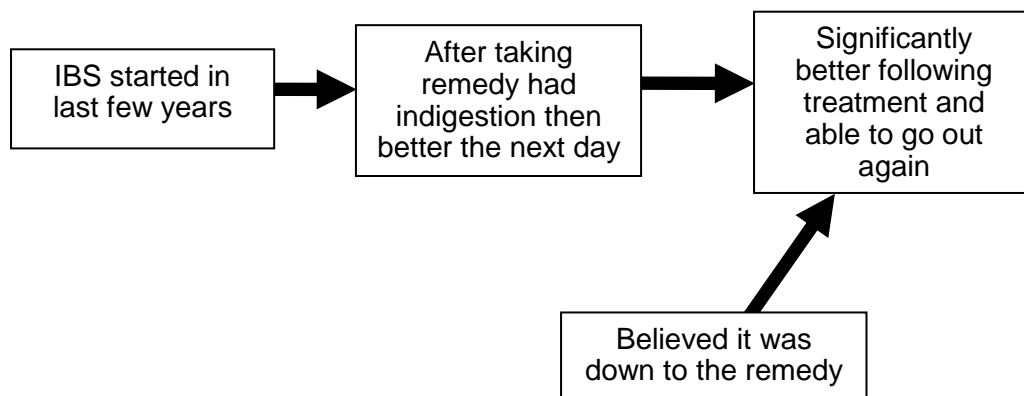 IBS started in
last few years
After taking
remedy had
indigestion then
better the next day
Significantly
better following
treatment and
able to go out
again
Believed it was
down to the remedy